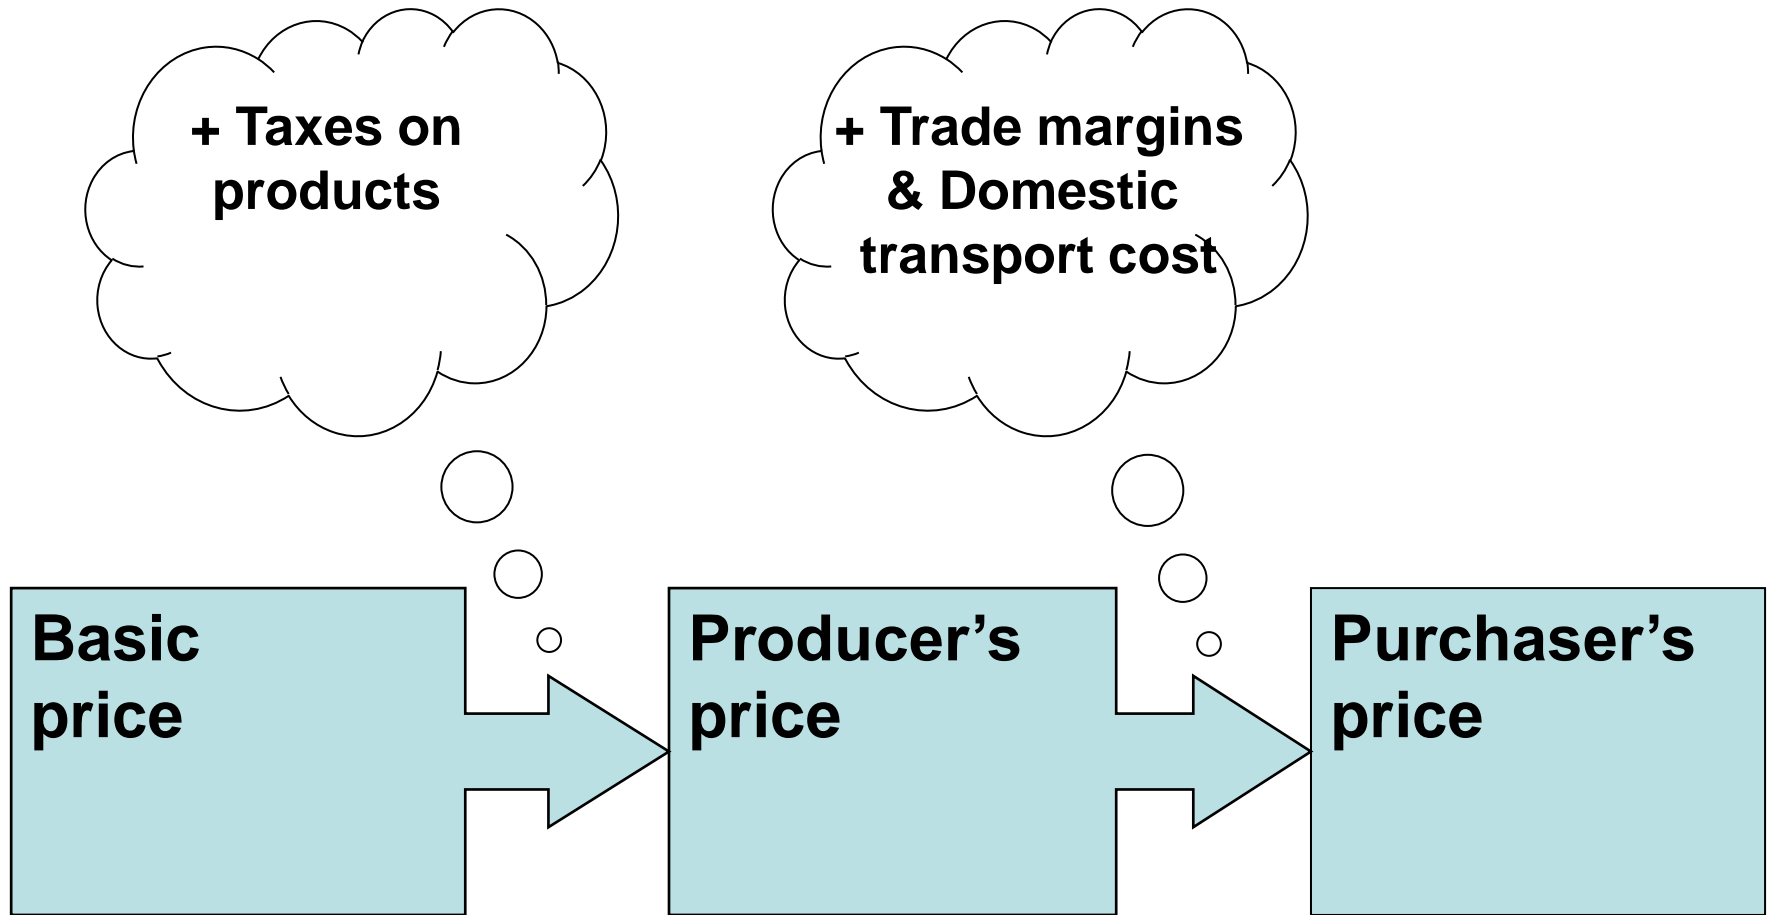 + Taxes on
products
+ Trade margins
& Domestic
transport cost
Basic
price
Producer’s
price
Purchaser’s
price